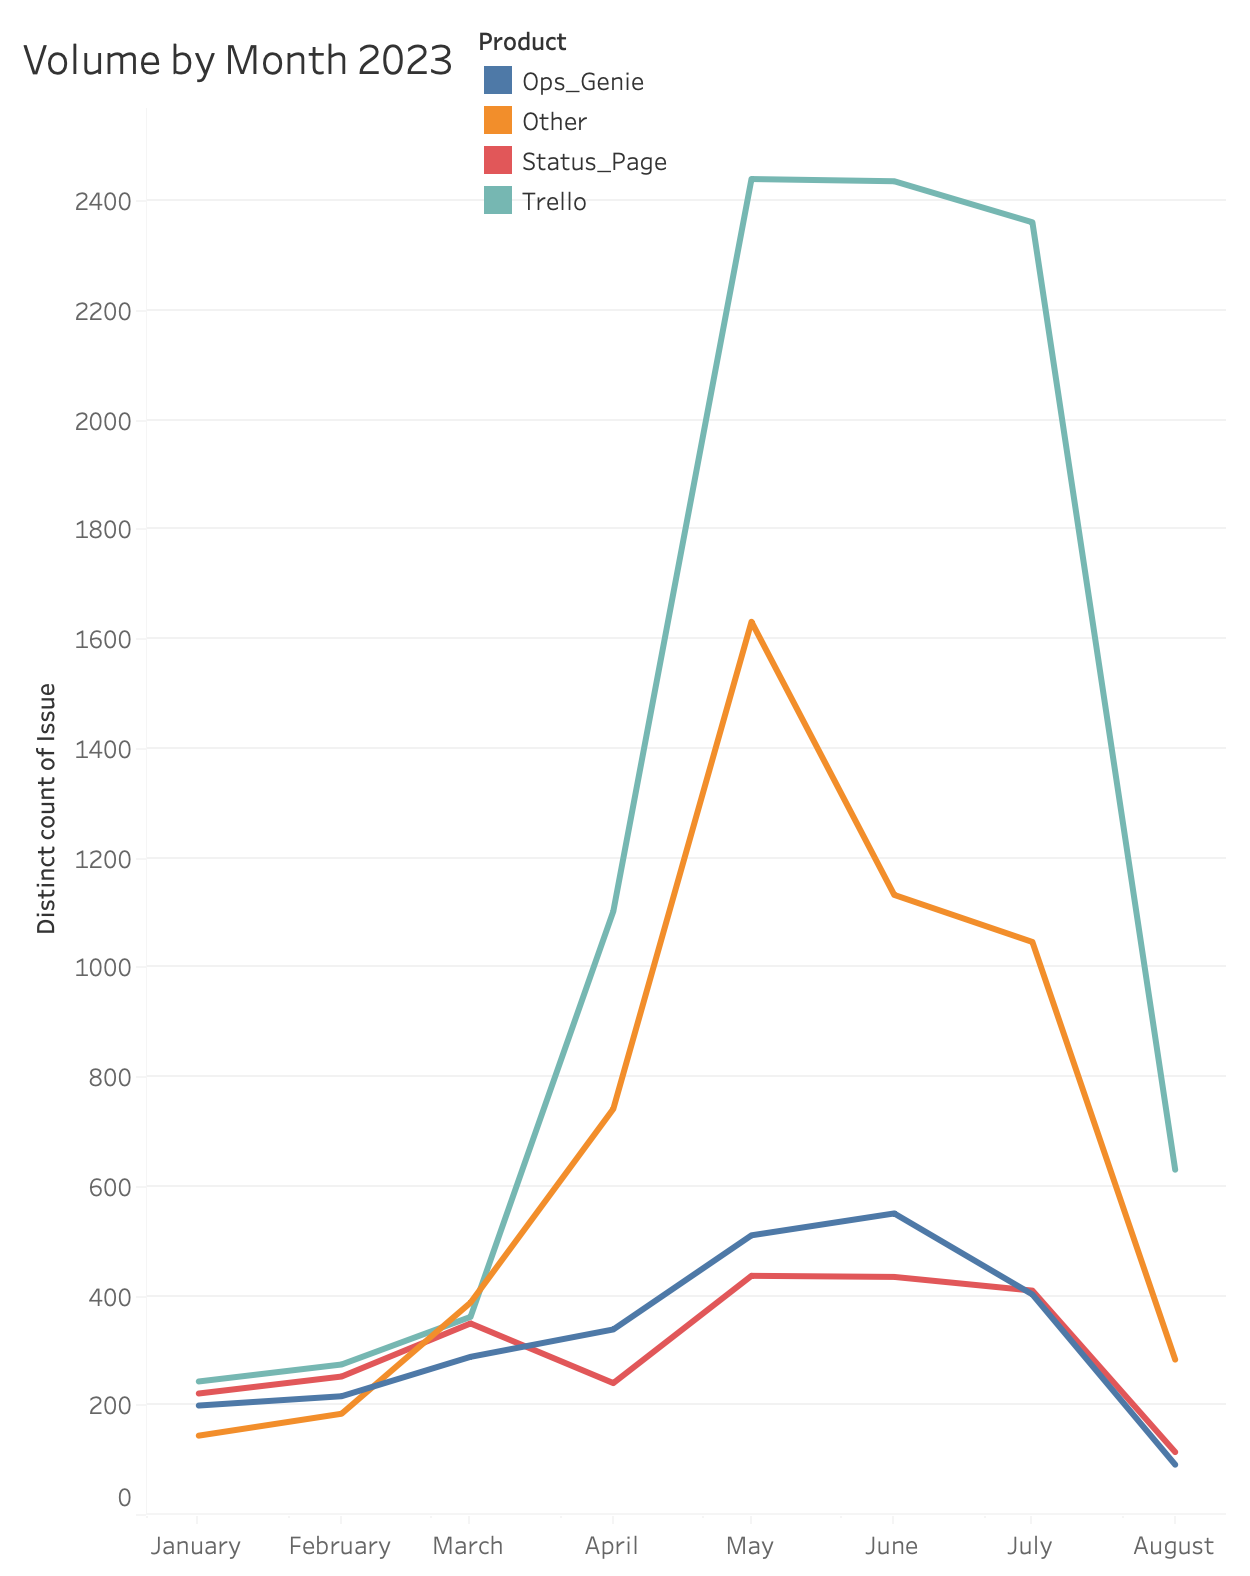 Volume by Month 2023
Product
Ops_Genie
Other
Status_Page
Trello
Distinct count of Issue
2400
2200
2000
1800
1600
1400
1200
1000
800
600
400
200
0
January February March April May June July August